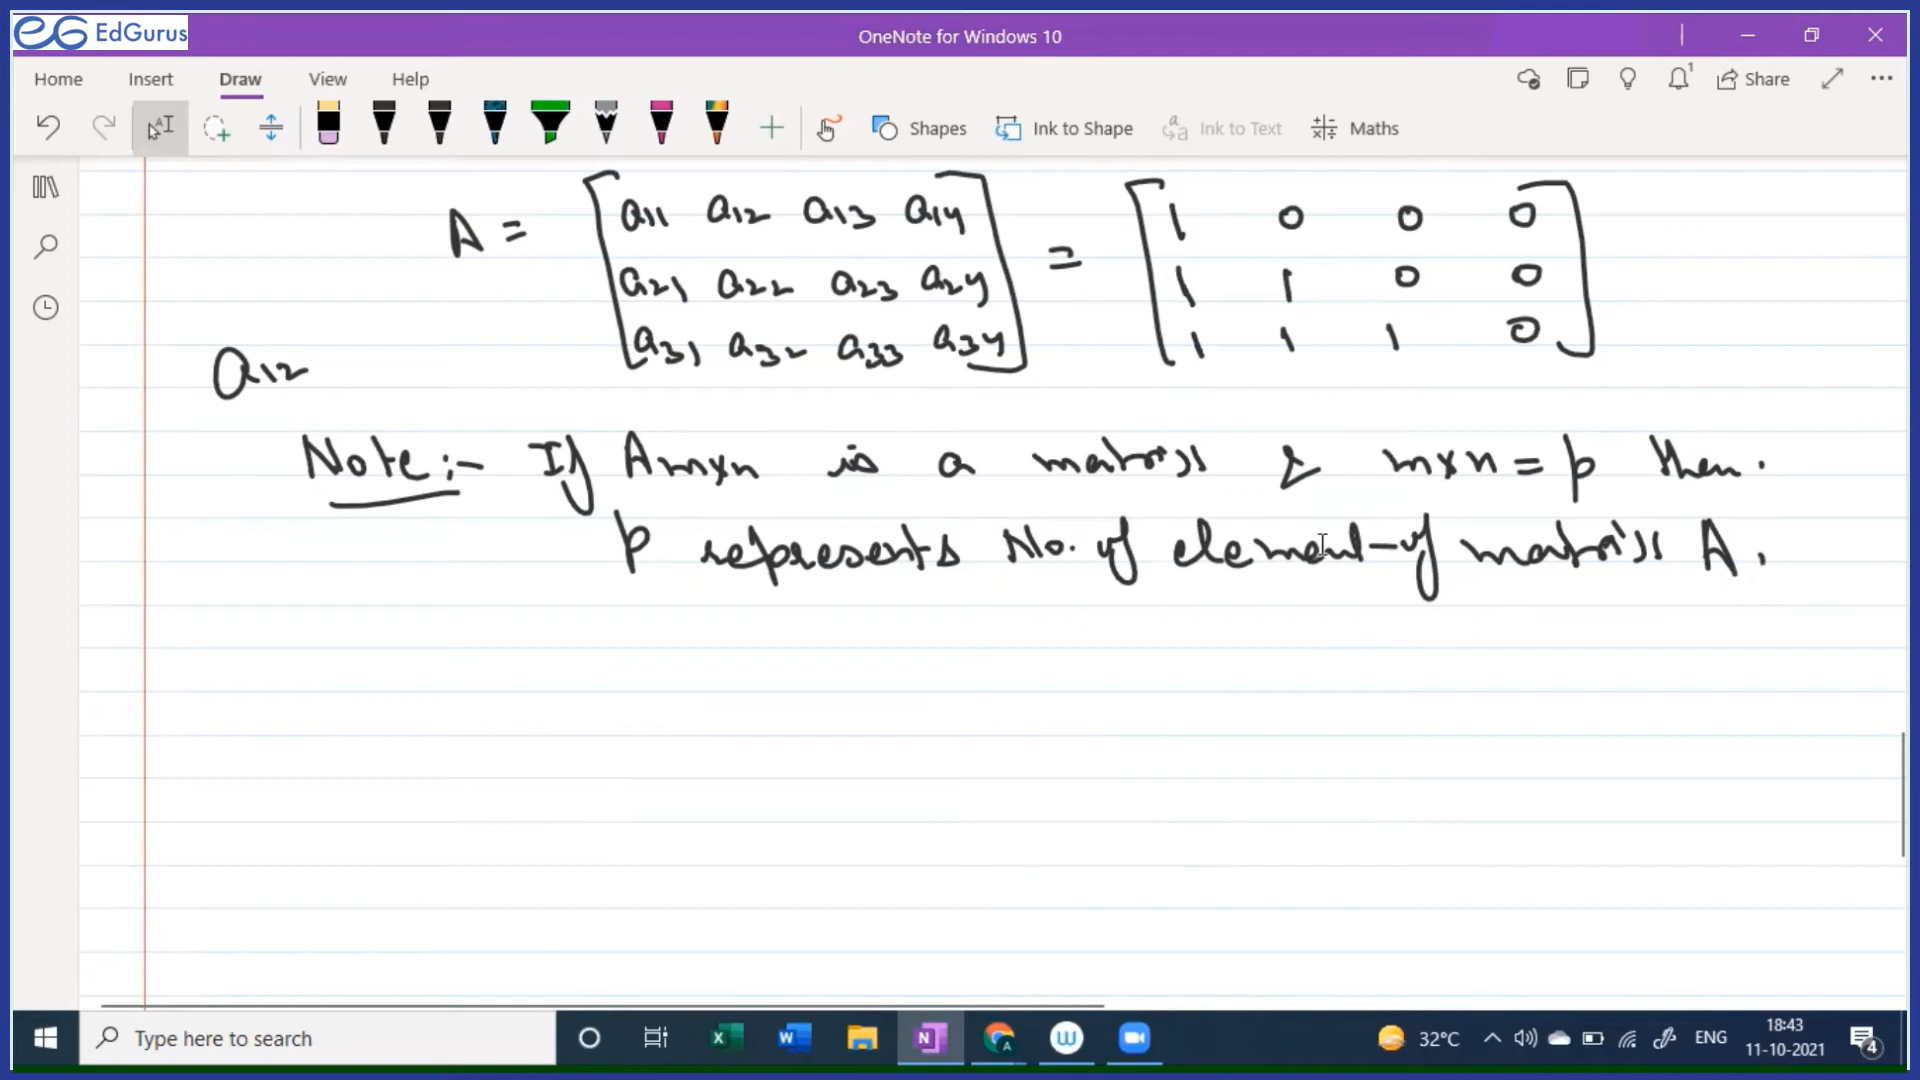 EdGurus
OneNote for Windows 10
Home Insert Draw View Help
Share
Shapes Ink to Shape Ink to Text Maths
A = [a11 a12 a13 a14 = [1 0 0 0
a21 a22 a23 a24 1 1 0 0
a31 a32 a33 a34] 1 1 1 0]
a12
Note:- If Amxn is a matrix & mxn = p then.
p represents No. of element of matrix A.
Type here to search
32°C
ENG
18:43
11-10-2021
4